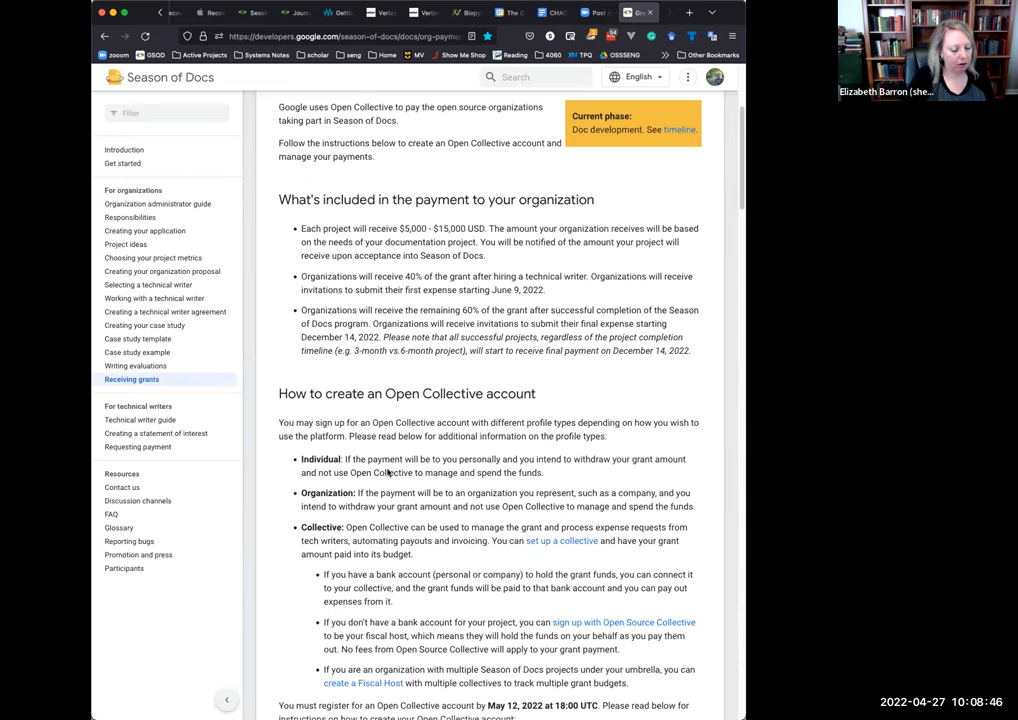 https://developers.google.com/season-of-docs/docs/org-payme
zooom
GSOD
Active Projects
Systems Notes
scholar
seng
Home
MV
Show Me Shop
Reading
4060
TPQ
OSSSENG
Other Bookmarks
Season of Docs
Search
English
Elizabeth Barron (she...
Filter
Introduction
Get started
For organizations
Organization administrator guide
Responsibilities
Creating your application
Project ideas
Choosing your project metrics
Creating your organization proposal
Selecting a technical writer
Working with a technical writer
Creating a technical writer agreement
Creating your case study
Case study template
Case study example
Writing evaluations
Receiving grants
For technical writers
Technical writer guide
Creating a statement of interest
Requesting payment
Resources
Contact us
Discussion channels
FAQ
Glossary
Reporting bugs
Promotion and press
Participants
Google uses Open Collective to pay the open source organizations
taking part in Season of Docs.
Follow the instructions below to create an Open Collective account and
manage your payments.
Current phase:
Doc development. See timeline.
What's included in the payment to your organization
• Each project will receive $5,000 - $15,000 USD. The amount your organization receives will be based
on the needs of your documentation project. You will be notified of the amount your project will
receive upon acceptance into Season of Docs.
• Organizations will receive 40% of the grant after hiring a technical writer. Organizations will receive
invitations to submit their first expense starting June 9, 2022.
• Organizations will receive the remaining 60% of the grant after successful completion of the Season
of Docs program. Organizations will receive invitations to submit their final expense starting
December 14, 2022. Please note that all successful projects, regardless of the project completion
timeline (e.g. 3-month vs.6-month project), will start to receive final payment on December 14, 2022.
How to create an Open Collective account
You may sign up for an Open Collective account with different profile types depending on how you wish to
use the platform. Please read below for additional information on the profile types:
• Individual: If the payment will be to you personally and you intend to withdraw your grant amount
and not use Open Collective to manage and spend the funds.
• Organization: If the payment will be to an organization you represent, such as a company, and you
intend to withdraw your grant amount and not use Open Collective to manage and spend the funds.
• Collective: Open Collective can be used to manage the grant and process expense requests from
tech writers, automating payouts and invoicing. You can set up a collective and have your grant
amount paid into its budget.
• If you have a bank account (personal or company) to hold the grant funds, you can connect it
to your collective, and the grant funds will be paid to that bank account and you can pay out
expenses from it.
• If you don't have a bank account for your project, you can sign up with Open Source Collective
to be your fiscal host, which means they will hold the funds on your behalf as you pay them
out. No fees from Open Source Collective will apply to your grant payment.
• If you are an organization with multiple Season of Docs projects under your umbrella, you can
create a Fiscal Host with multiple collectives to track multiple grant budgets.
You must register for an Open Collective account by May 12, 2022 at 18:00 UTC. Please read below for
instructions on how to create your Open Collective account:
2022-04-27 10:08:46